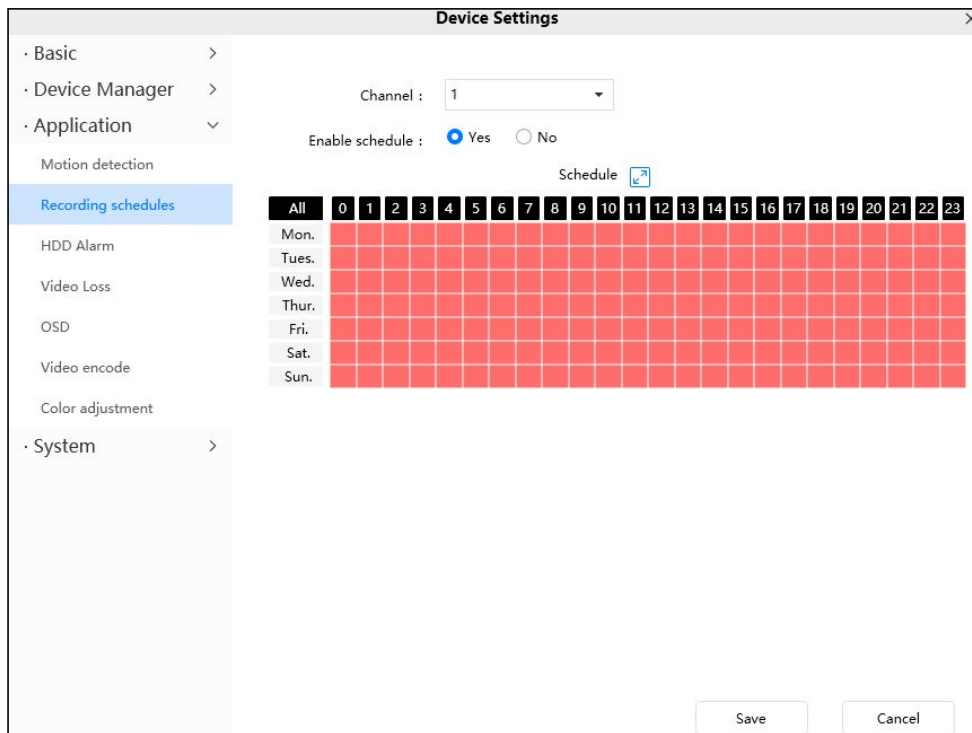 Device Settings
· Basic
· Device Manager
· Application
Motion detection
Recording schedules
HDD Alarm
Video Loss
OSD
Video encode
Color adjustment
· System
Channel : 1
Enable schedule : Yes No
Schedule
All 0 1 2 3 4 5 6 7 8 9 10 11 12 13 14 15 16 17 18 19 20 21 22 23
Mon.
Tues.
Wed.
Thur.
Fri.
Sat.
Sun.
Save Cancel